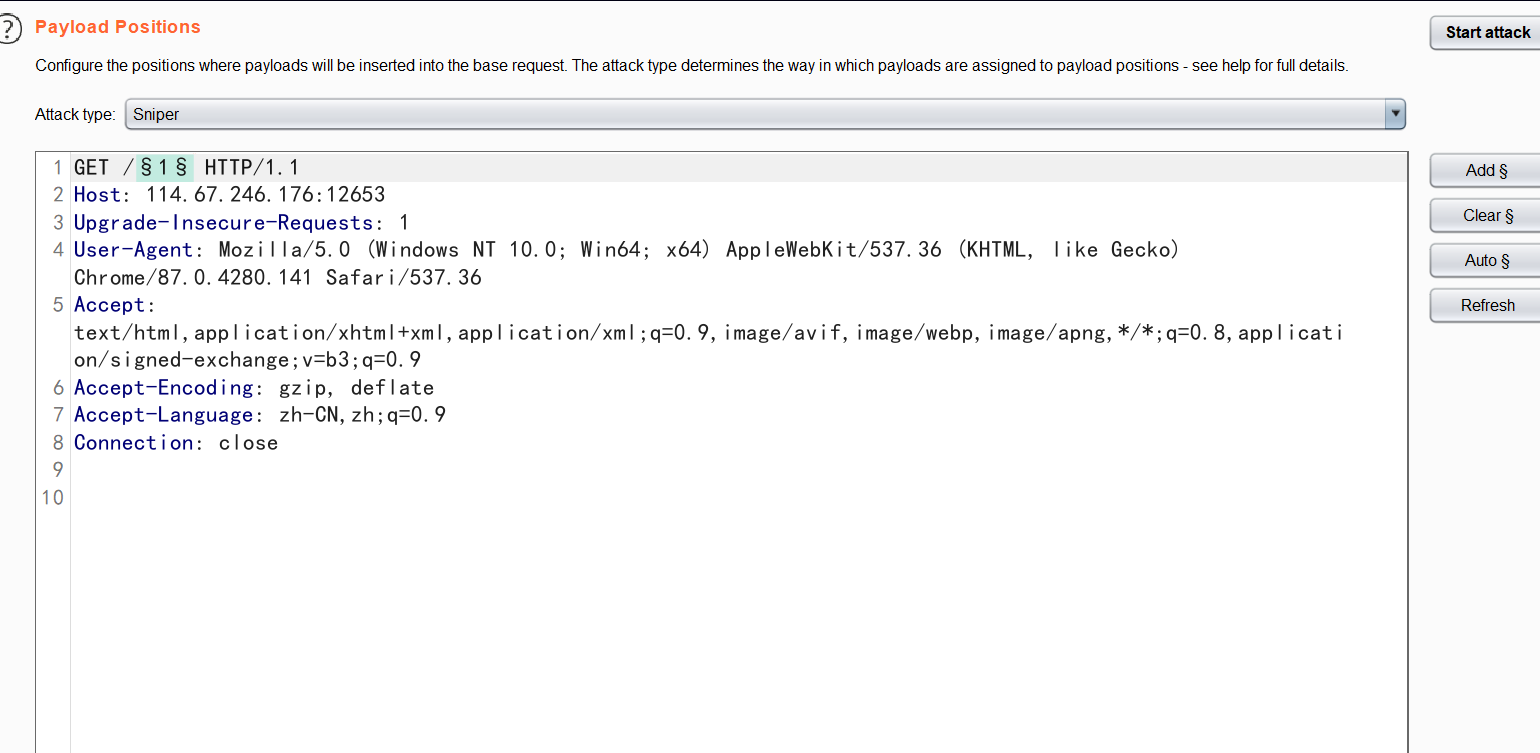 ?
Payload Positions
Start attack
Configure the positions where payloads will be inserted into the base request. The attack type determines the way in which payloads are assigned to payload positions - see help for full details.
Attack type: Sniper
1 GET /§1§ HTTP/1.1
2 Host: 114.67.246.176:12653
3 Upgrade-Insecure-Requests: 1
4 User-Agent: Mozilla/5.0 (Windows NT 10.0; Win64; x64) AppleWebKit/537.36 (KHTML, like Gecko)
Chrome/87.0.4280.141 Safari/537.36
5 Accept:
text/html,application/xhtml+xml,application/xml;q=0.9,image/avif,image/webp,image/apng,*/*;q=0.8,applicati
on/signed-exchange;v=b3;q=0.9
6 Accept-Encoding: gzip, deflate
7 Accept-Language: zh-CN,zh;q=0.9
8 Connection: close
9
10
Add §
Clear §
Auto §
Refresh